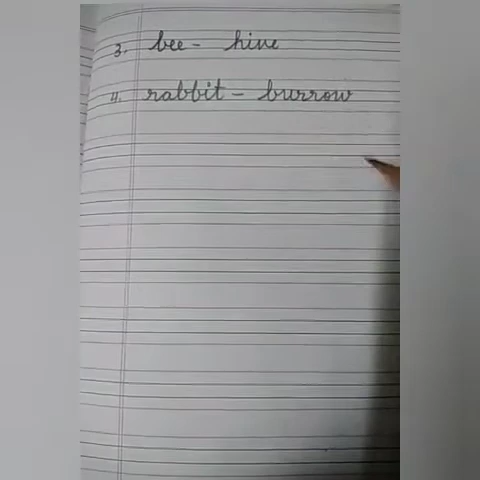 3. bee - hive
4. rabbit - burrow